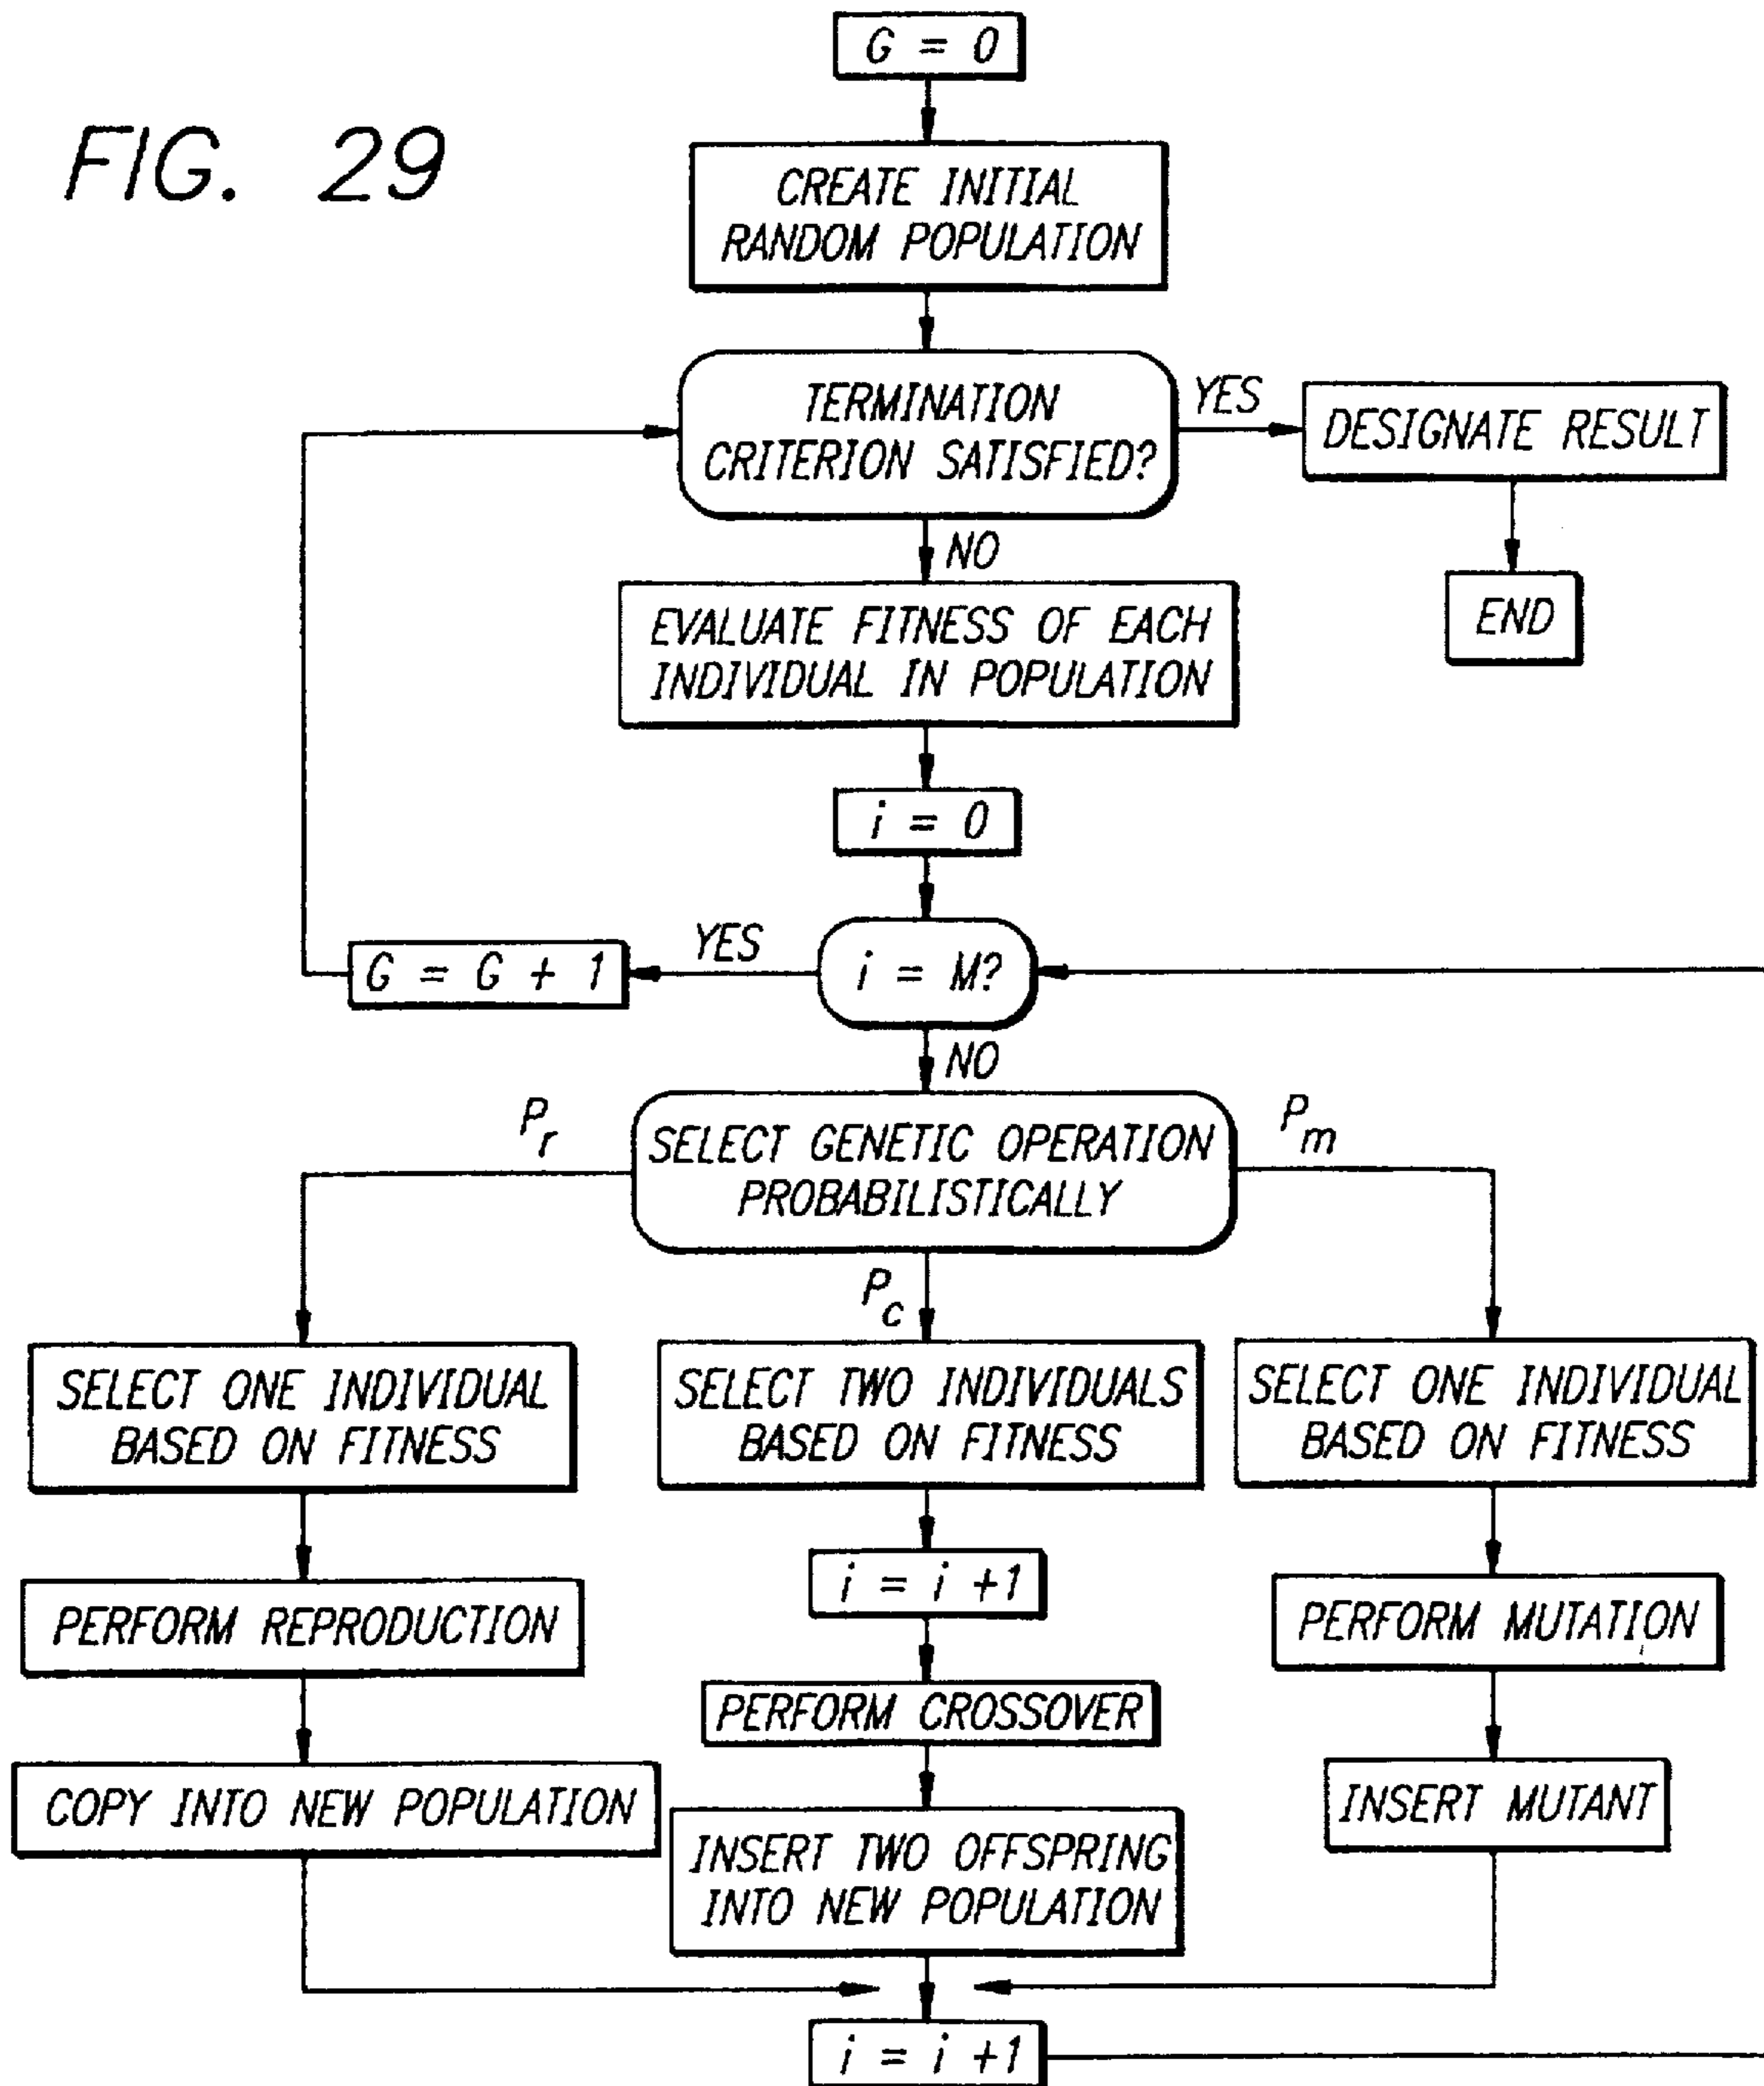 FIG. 29
G = 0
CREATE INITIAL
RANDOM POPULATION
TERMINATION
CRITERION SATISFIED?
YES
DESIGNATE RESULT
END
NO
EVALUATE FITNESS OF EACH
INDIVIDUAL IN POPULATION
i = 0
i = M?
YES
G = G + 1
NO
SELECT GENETIC OPERATION
PROBABILISTICALLY
Pr
Pc
Pm
SELECT ONE INDIVIDUAL
BASED ON FITNESS
PERFORM REPRODUCTION
COPY INTO NEW POPULATION
SELECT TWO INDIVIDUALS
BASED ON FITNESS
i = i +1
PERFORM CROSSOVER
INSERT TWO OFFSPRING
INTO NEW POPULATION
SELECT ONE INDIVIDUAL
BASED ON FITNESS
PERFORM MUTATION
INSERT MUTANT
i = i +1